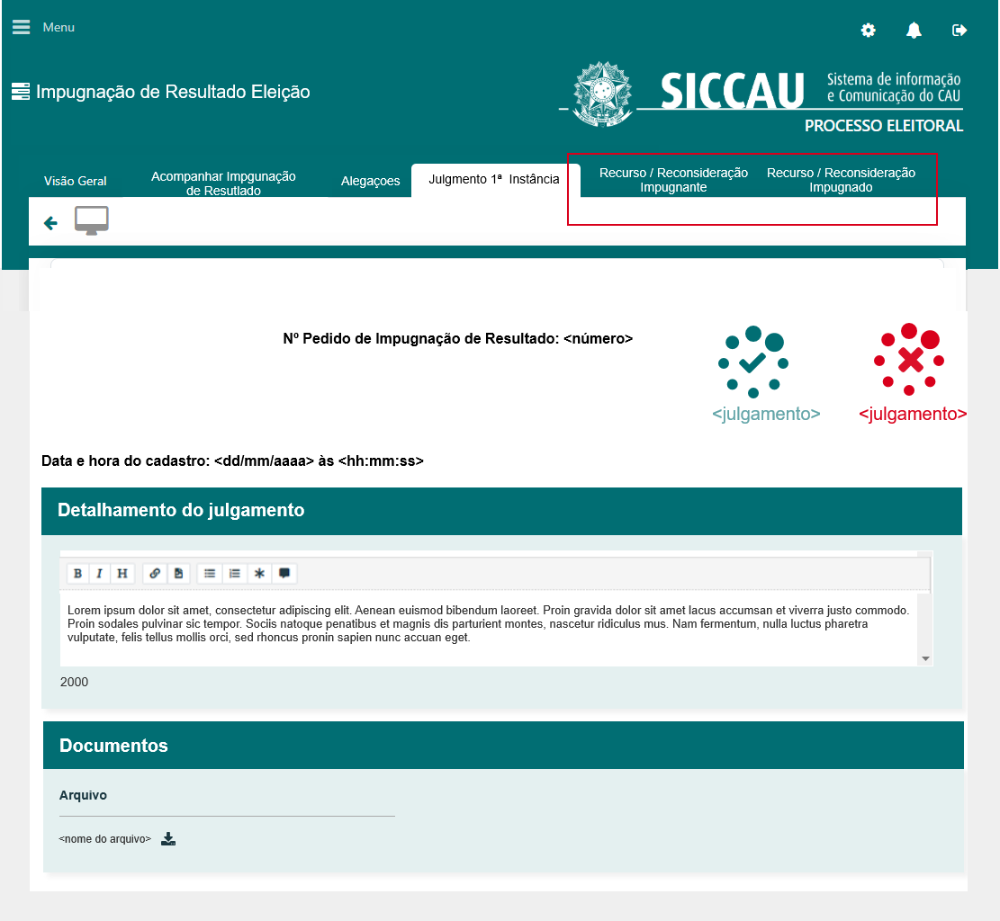 Menu
Impugnação de Resultado Eleição
SICCAU
Sistema de informação
e Comunicação do CAU
PROCESSO ELEITORAL
Visão Geral
Acompanhar Impgunação
de Resutlado
Alegaçoes
Julgmento 1ª Instância
Recurso / Reconsideração
Impugnante
Recurso / Reconsideração
Impugnado
Nº Pedido de Impugnação de Resultado: <número>
<julgamento>
<julgamento>
Data e hora do cadastro: <dd/mm/aaaa> às <hh:mm:ss>
Detalhamento do julgamento
B I H
Lorem ipsum dolor sit amet, consectetur adipiscing elit. Aenean euismod bibendum laoreet. Proin gravida dolor sit amet lacus accumsan et viverra justo commodo.
Proin sodales pulvinar sic tempor. Sociis natoque penatibus et magnis dis parturient montes, nascetur ridiculus mus. Nam fermentum, nulla luctus pharetra
vulputate, felis tellus mollis orci, sed rhoncus pronin sapien nunc accuan eget.
2000
Documentos
Arquivo
<nome do arquivo>